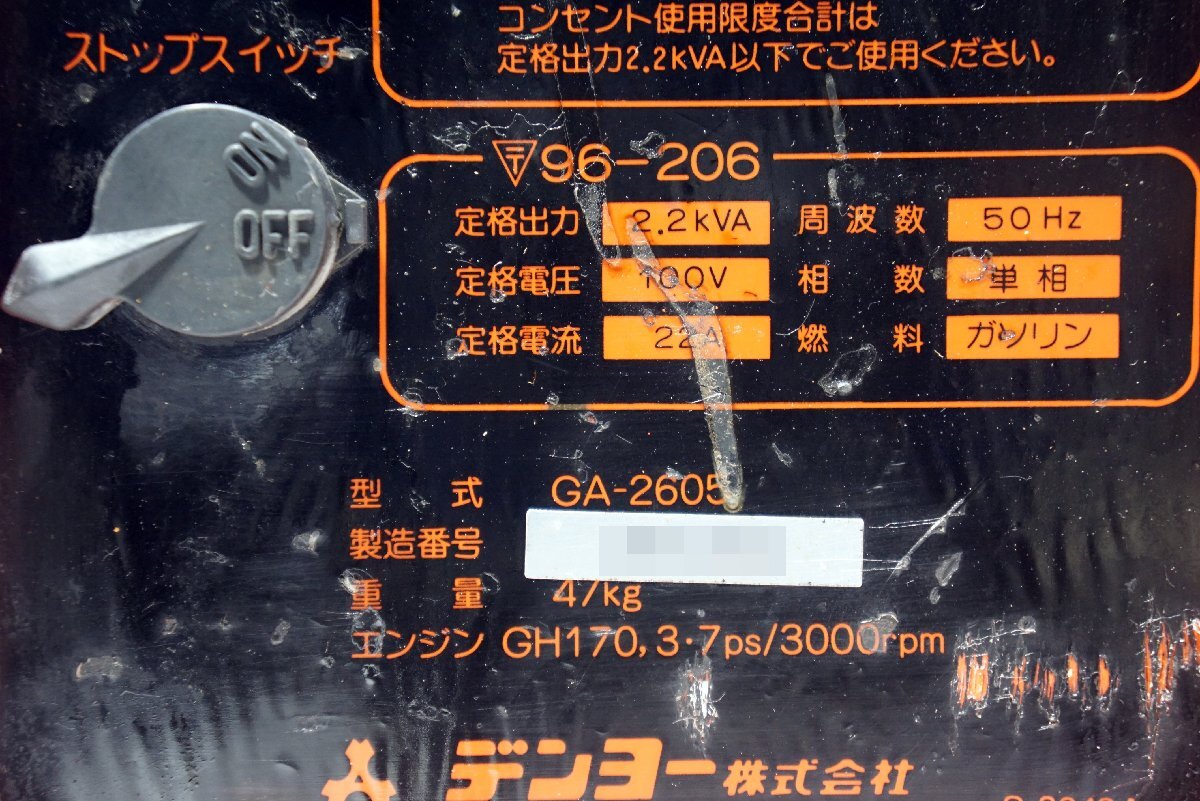 コンセント使用限度合計は
定格出力2.2kVA以下でご使用ください。
ストップスイッチ
ON
OFF
〒96-206
定格出力 2.2kVA 周波数 50Hz
定格電圧 100V 相数 単相
定格電流 22A 燃料 ガソリン
型式 GA-2605
製造番号
重量 47kg
エンジン GH170,3・7ps/3000rpm
デンヨー株式会社